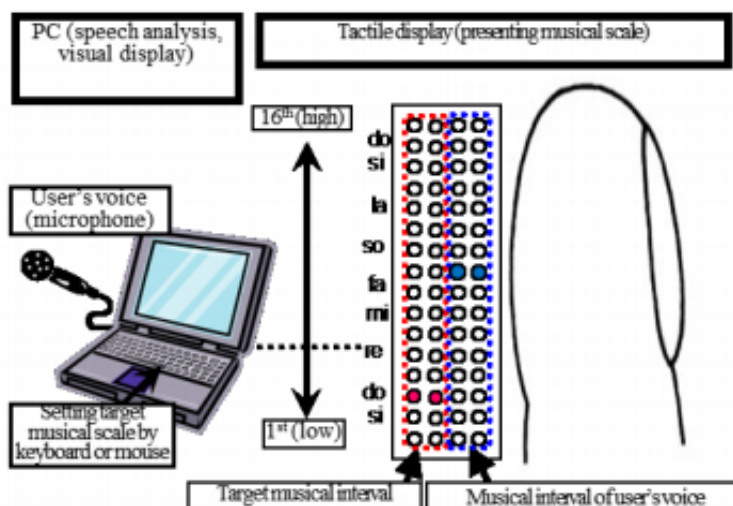 PC (speech analysis,
visual display)
Tactile display (presenting musical scale)
16th (high)
do
si
la
so
fa
mi
re
do
si
User's voice
(microphone)
Setting target
musical scale by
keyboard or mouse
1st (low)
Target musical interval
Musical interval of user's voice